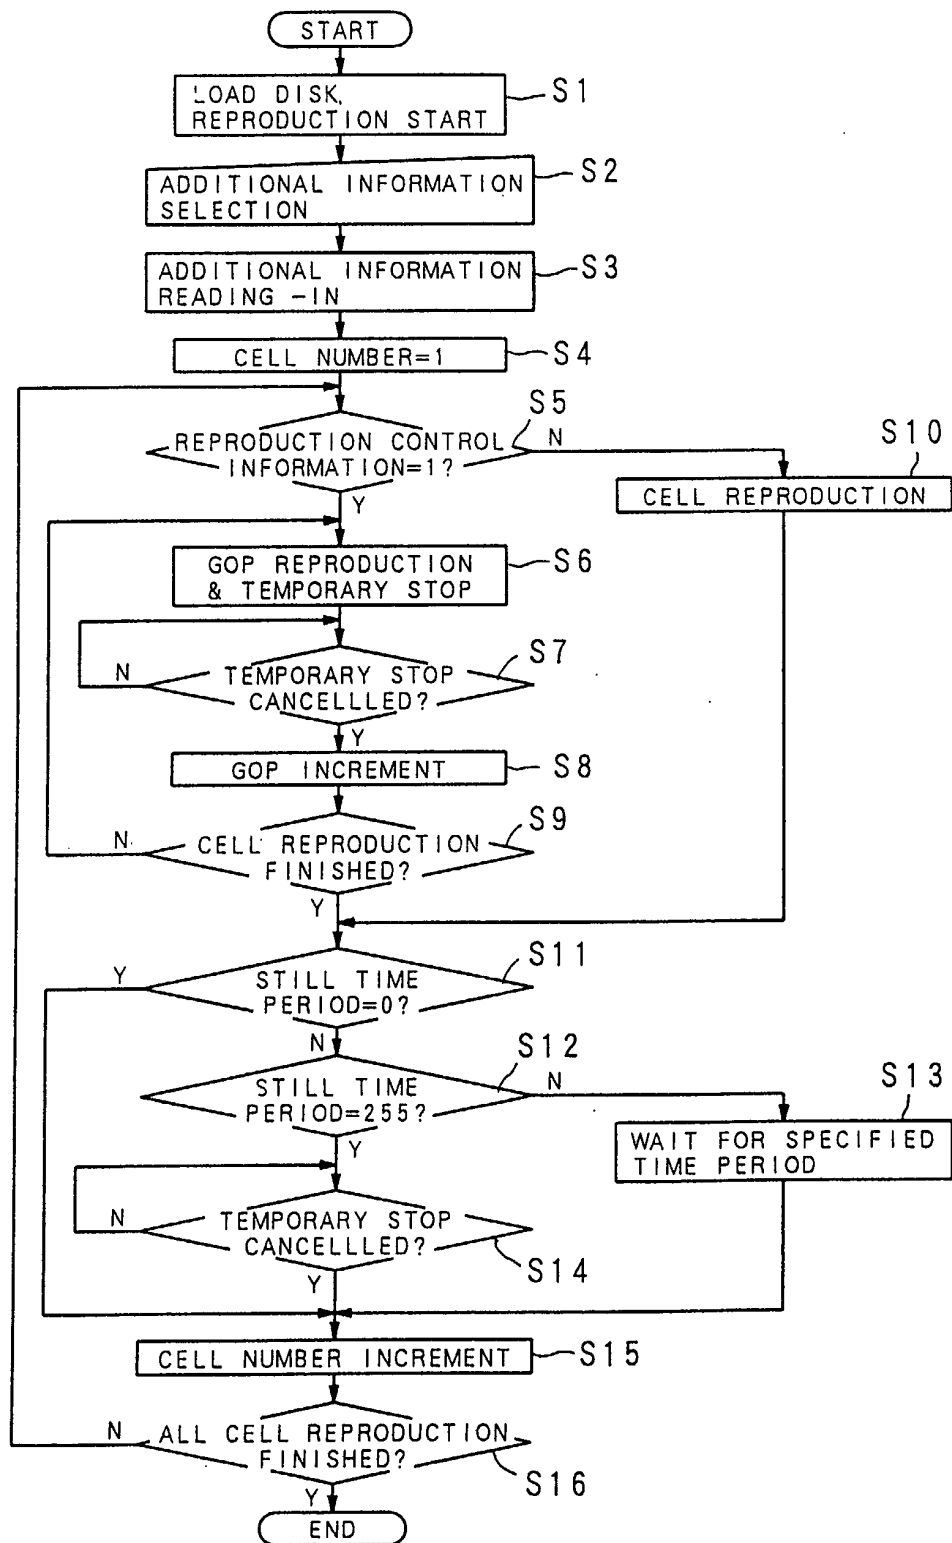 START
LOAD DISK,
REPRODUCTION START
S1
ADDITIONAL INFORMATION
SELECTION
S2
ADDITIONAL INFORMATION
READING -IN
S3
CELL NUMBER=1
S4
REPRODUCTION CONTROL
INFORMATION=1?
S5
N
Y
S10
CELL REPRODUCTION
GOP REPRODUCTION
& TEMPORARY STOP
S6
TEMPORARY STOP
CANCELLLED?
S7
N
Y
GOP INCREMENT
S8
CELL REPRODUCTION
FINISHED?
S9
N
Y
STILL TIME
PERIOD=0?
S11
Y
N
STILL TIME
PERIOD=255?
S12
N
Y
S13
WAIT FOR SPECIFIED
TIME PERIOD
TEMPORARY STOP
CANCELLLED?
N
S14
Y
CELL NUMBER INCREMENT
S15
ALL CELL REPRODUCTION
FINISHED?
N
S16
Y
END